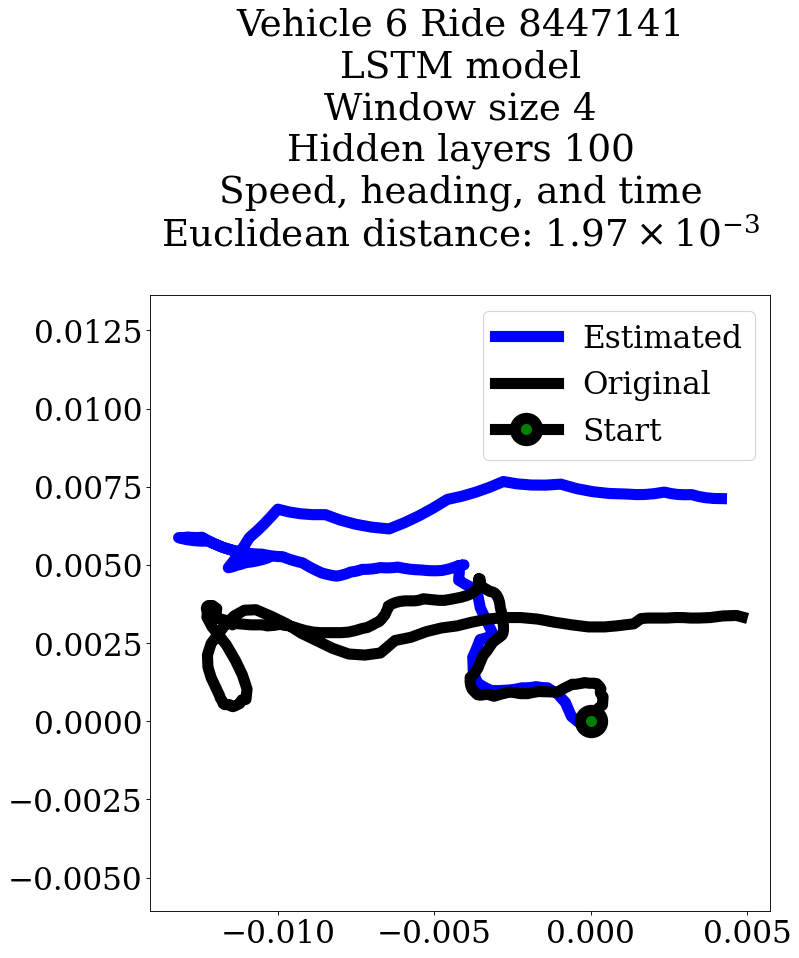 Vehicle 6 Ride 8447141
LSTM model
Window size 4
Hidden layers 100
Speed, heading, and time
Euclidean distance: 1.97 × 10⁻³
Estimated
Original
Start
0.0125
0.0100
0.0075
0.0050
0.0025
0.0000
−0.0025
−0.0050
−0.010 −0.005 0.000 0.005